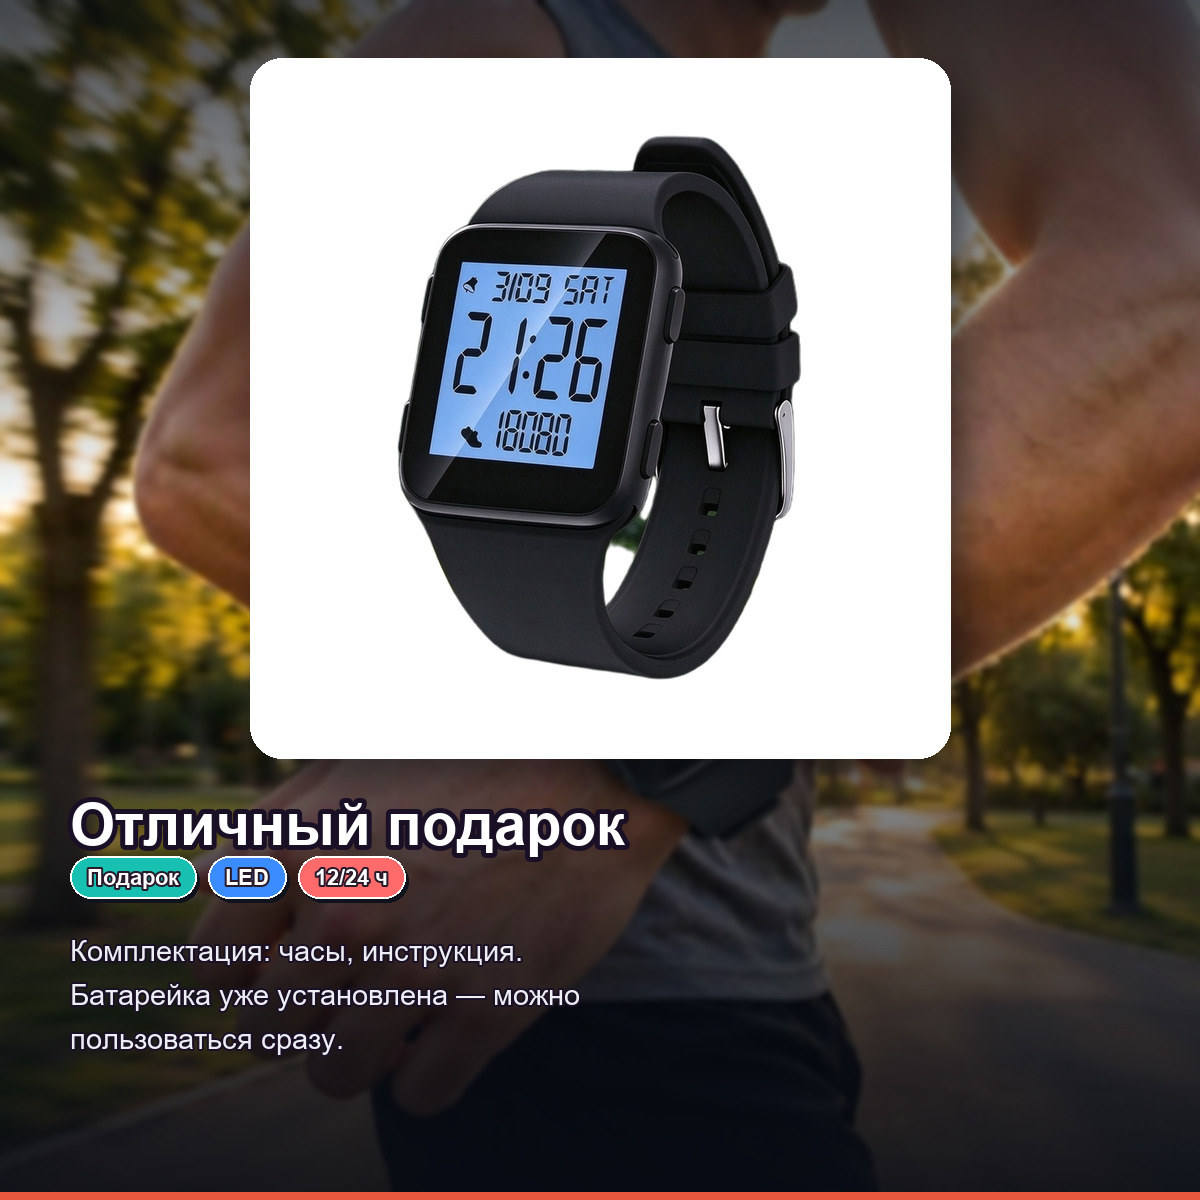 3109 SAT
21:26
18080
Отличный подарок
Подарок LED 12/24 ч
Комплектация: часы, инструкция.
Батарейка уже установлена — можно
пользоваться сразу.